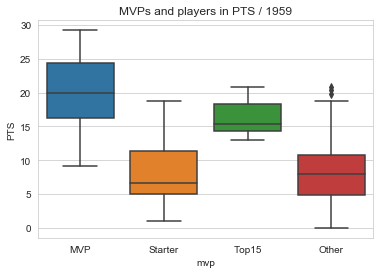 MVPs and players in PTS / 1959
30
25
20
15
10
5
0
PTS
MVP Starter Top15 Other
mvp